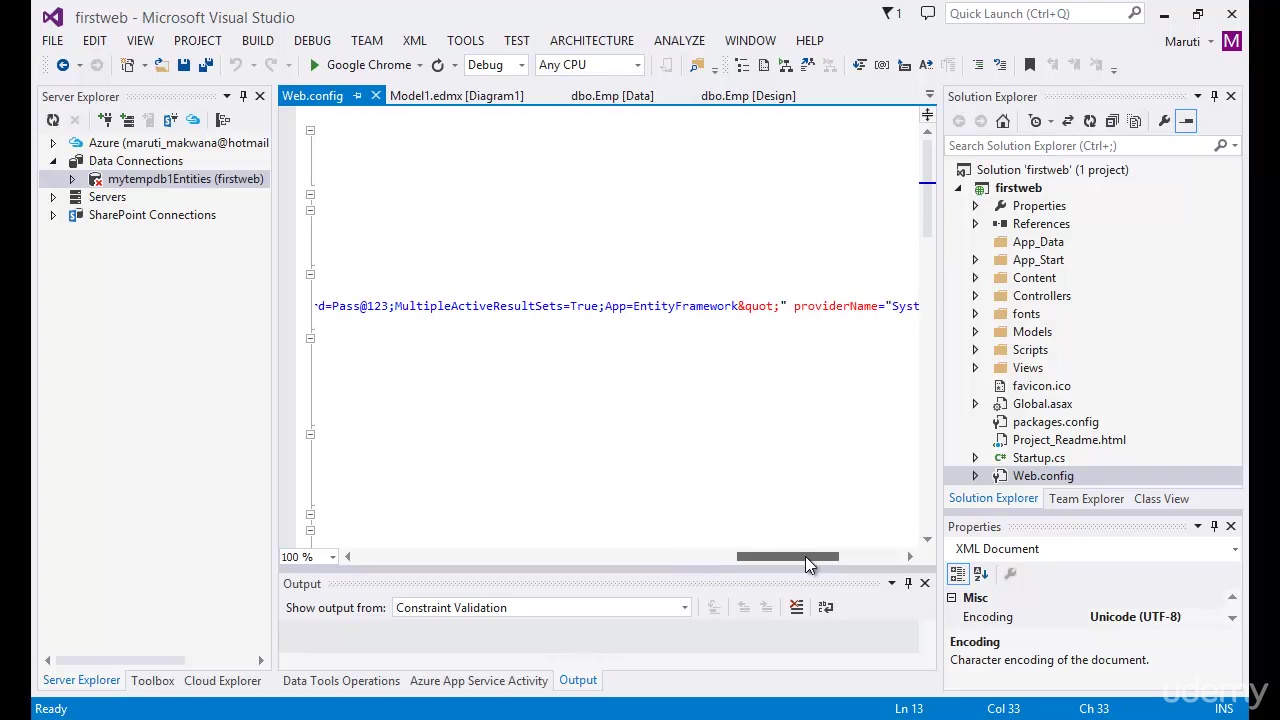 firstweb - Microsoft Visual Studio
1
Quick Launch (Ctrl+Q)
FILE EDIT VIEW PROJECT BUILD DEBUG TEAM XML TOOLS TEST ARCHITECTURE ANALYZE WINDOW HELP
Maruti M
Google Chrome Debug Any CPU
Server Explorer
Azure (maruti_makwana@hotmail
Data Connections
mytempdb1Entities (firstweb)
Servers
SharePoint Connections
Web.config Model1.edmx [Diagram1] dbo.Emp [Data] dbo.Emp [Design]
d=Pass@123;MultipleActiveResultSets=True;App=EntityFramework&quot;" providerName="Syst
100 %
Output
Show output from: Constraint Validation
Solution Explorer
Search Solution Explorer (Ctrl+;)
Solution 'firstweb' (1 project)
firstweb
Properties
References
App_Data
App_Start
Content
Controllers
fonts
Models
Scripts
Views
favicon.ico
Global.asax
packages.config
Project_Readme.html
Startup.cs
Web.config
Solution Explorer Team Explorer Class View
Properties
XML Document
Misc
Encoding Unicode (UTF-8)
Encoding
Character encoding of the document.
Server Explorer Toolbox Cloud Explorer
Data Tools Operations Azure App Service Activity Output
udemy
Ready Ln 13 Col 33 Ch 33 INS